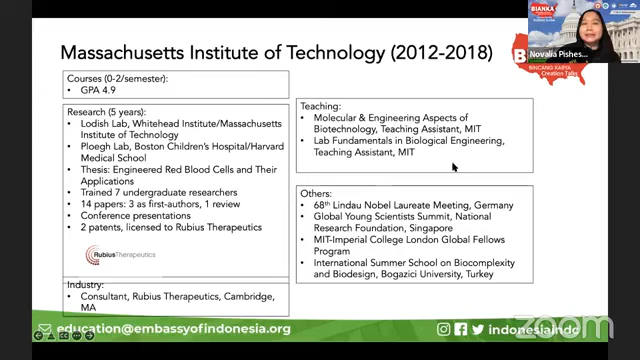 Massachusetts Institute of Technology (2012-2018)
Courses (0-2/semester):
• GPA 4.9
Research (5 years):
• Lodish Lab, Whitehead Institute/Massachusetts
Institute of Technology
• Ploegh Lab, Boston Children's Hospital/Harvard
Medical School
• Thesis: Engineered Red Blood Cells and Their
Applications
• Trained 7 undergraduate researchers
• 14 papers: 3 as first-authors, 1 review
• Conference presentations
• 2 patents, licensed to Rubius Therapeutics
RubiusTherapeutics
Industry:
• Consultant, Rubius Therapeutics, Cambridge,
MA
Teaching:
• Molecular & Engineering Aspects of
Biotechnology, Teaching Assistant, MIT
• Lab Fundamentals in Biological Engineering,
Teaching Assistant, MIT
Others:
• 68th Lindau Nobel Laureate Meeting, Germany
• Global Young Scientists Summit, National
Research Foundation, Singapore
• MIT-Imperial College London Global Fellows
Program
• International Summer School on Biocomplexity
and Biodesign, Bogazici University, Turkey
BIANKA
Novalia Pishes...
BINCANG KARYA
Creation Talks
education@embassyofindonesia.org
indonesiaindc
zoom